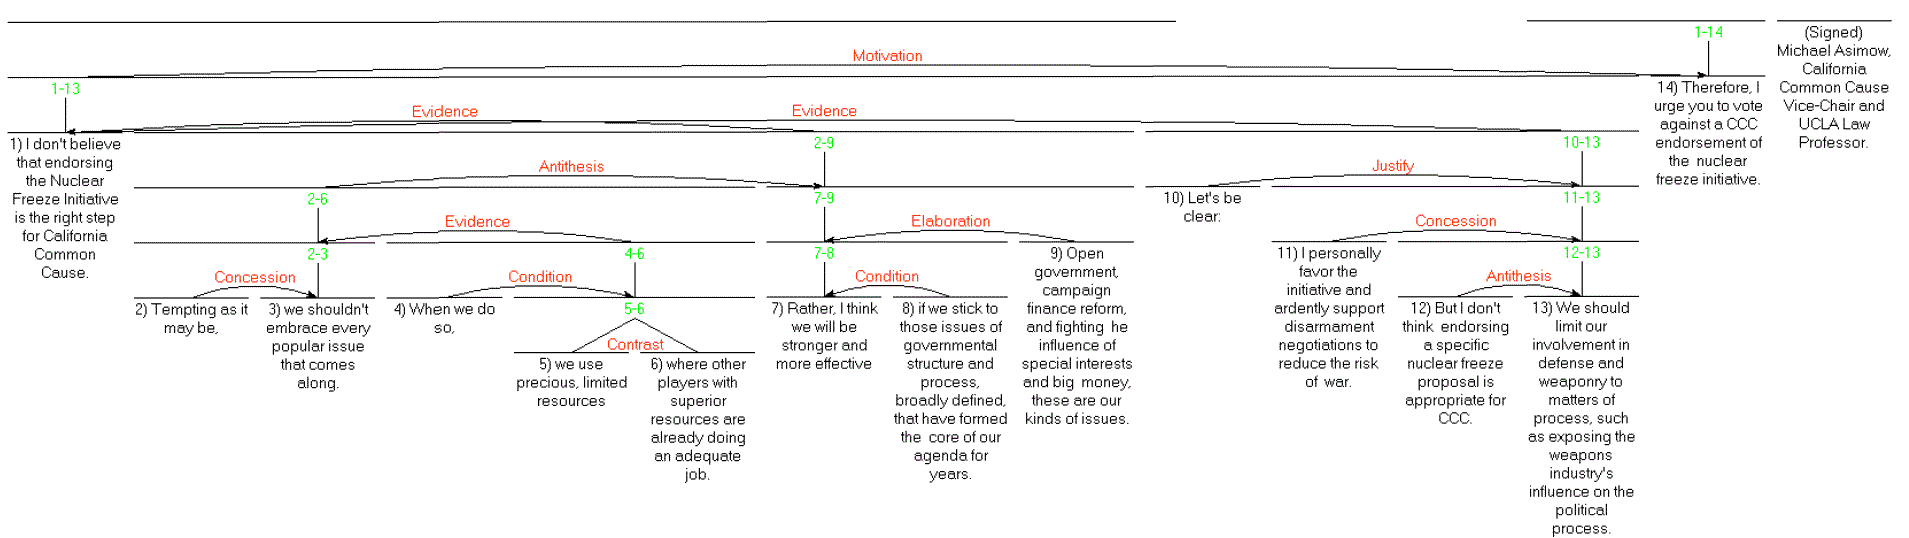 1-14
Motivation
1-13
Evidence
Evidence
2-9
10-13
Antithesis
Justify
2-6
7-9
11-13
Evidence
Elaboration
Concession
2-3
4-6
7-8
12-13
Concession
Condition
Condition
Antithesis
5-6
Contrast
1) I don't believe
that endorsing
the Nuclear
Freeze Initiative
is the right step
for California
Common
Cause.
2) Tempting as it
may be,
3) we shouldn't
embrace every
popular issue
that comes
along.
4) When we do
so,
5) we use
precious, limited
resources
6) where other
players with
superior
resources are
already doing
an adequate
job.
7) Rather, I think
we will be
stronger and
more effective
8) if we stick to
those issues of
governmental
structure and
process,
broadly defined,
that have formed
the core of our
agenda for
years.
9) Open
government,
campaign
finance reform,
and fighting he
influence of
special interests
and big money,
these are our
kinds of issues.
10) Let's be
clear:
11) I personally
favor the
initiative and
ardently support
disarmament
negotiations to
reduce the risk
of war.
12) But I don't
think endorsing
a specific
nuclear freeze
proposal is
appropriate for
CCC.
13) We should
limit our
involvement in
defense and
weaponry to
matters of
process, such
as exposing the
weapons
industry's
influence on the
political
process.
14) Therefore, I
urge you to vote
against a CCC
endorsement of
the nuclear
freeze initiative.
(Signed)
Michael Asimow,
California
Common Cause
Vice-Chair and
UCLA Law
Professor.